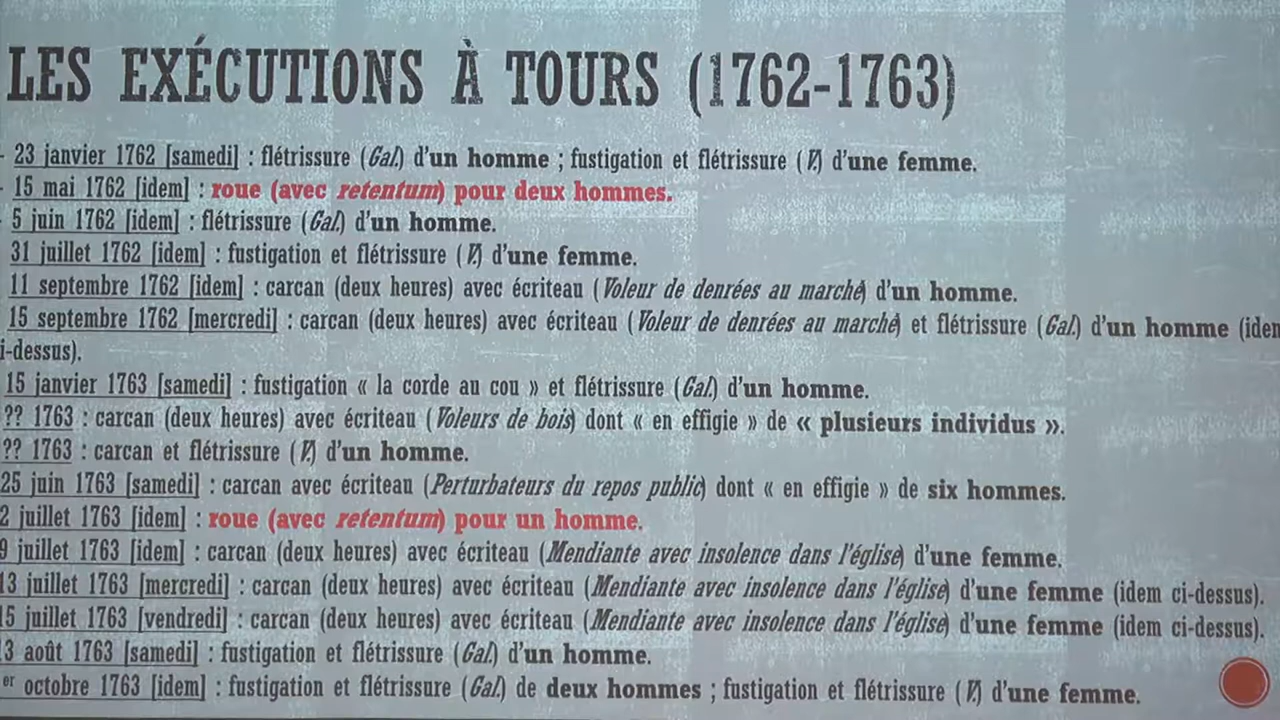 LES EXÉCUTIONS À TOURS (1762-1763)
- 23 janvier 1762 [samedi] : flétrissure (Gal.) d'un homme ; fustigation et flétrissure (V.) d'une femme.
- 15 mai 1762 [idem] : roue (avec retentum) pour deux hommes.
- 5 juin 1762 [idem] : flétrissure (Gal.) d'un homme.
31 juillet 1762 [idem] : fustigation et flétrissure (V.) d'une femme.
11 septembre 1762 [idem] : carcan (deux heures) avec écriteau (Voleur de denrées au marché) d'un homme.
15 septembre 1762 [mercredi] : carcan (deux heures) avec écriteau (Voleur de denrées au marché) et flétrissure (Gal.) d'un homme (idem
i-dessus).
15 janvier 1763 [samedi] : fustigation « la corde au cou » et flétrissure (Gal.) d'un homme.
?? 1763 : carcan (deux heures) avec écriteau (Voleurs de bois) dont « en effigie » de « plusieurs individus ».
?? 1763 : carcan et flétrissure (V.) d'un homme.
25 juin 1763 [samedi] : carcan avec écriteau (Perturbateurs du repos public) dont « en effigie » de six hommes.
2 juillet 1763 [idem] : roue (avec retentum) pour un homme.
9 juillet 1763 [idem] : carcan (deux heures) avec écriteau (Mendiante avec insolence dans l'église) d'une femme.
13 juillet 1763 [mercredi] : carcan (deux heures) avec écriteau (Mendiante avec insolence dans l'église) d'une femme (idem ci-dessus).
15 juillet 1763 [vendredi] : carcan (deux heures) avec écriteau (Mendiante avec insolence dans l'église) d'une femme (idem ci-dessus).
3 août 1763 [samedi] : fustigation et flétrissure (Gal.) d'un homme.
er octobre 1763 [idem] : fustigation et flétrissure (Gal.) de deux hommes ; fustigation et flétrissure (V.) d'une femme.